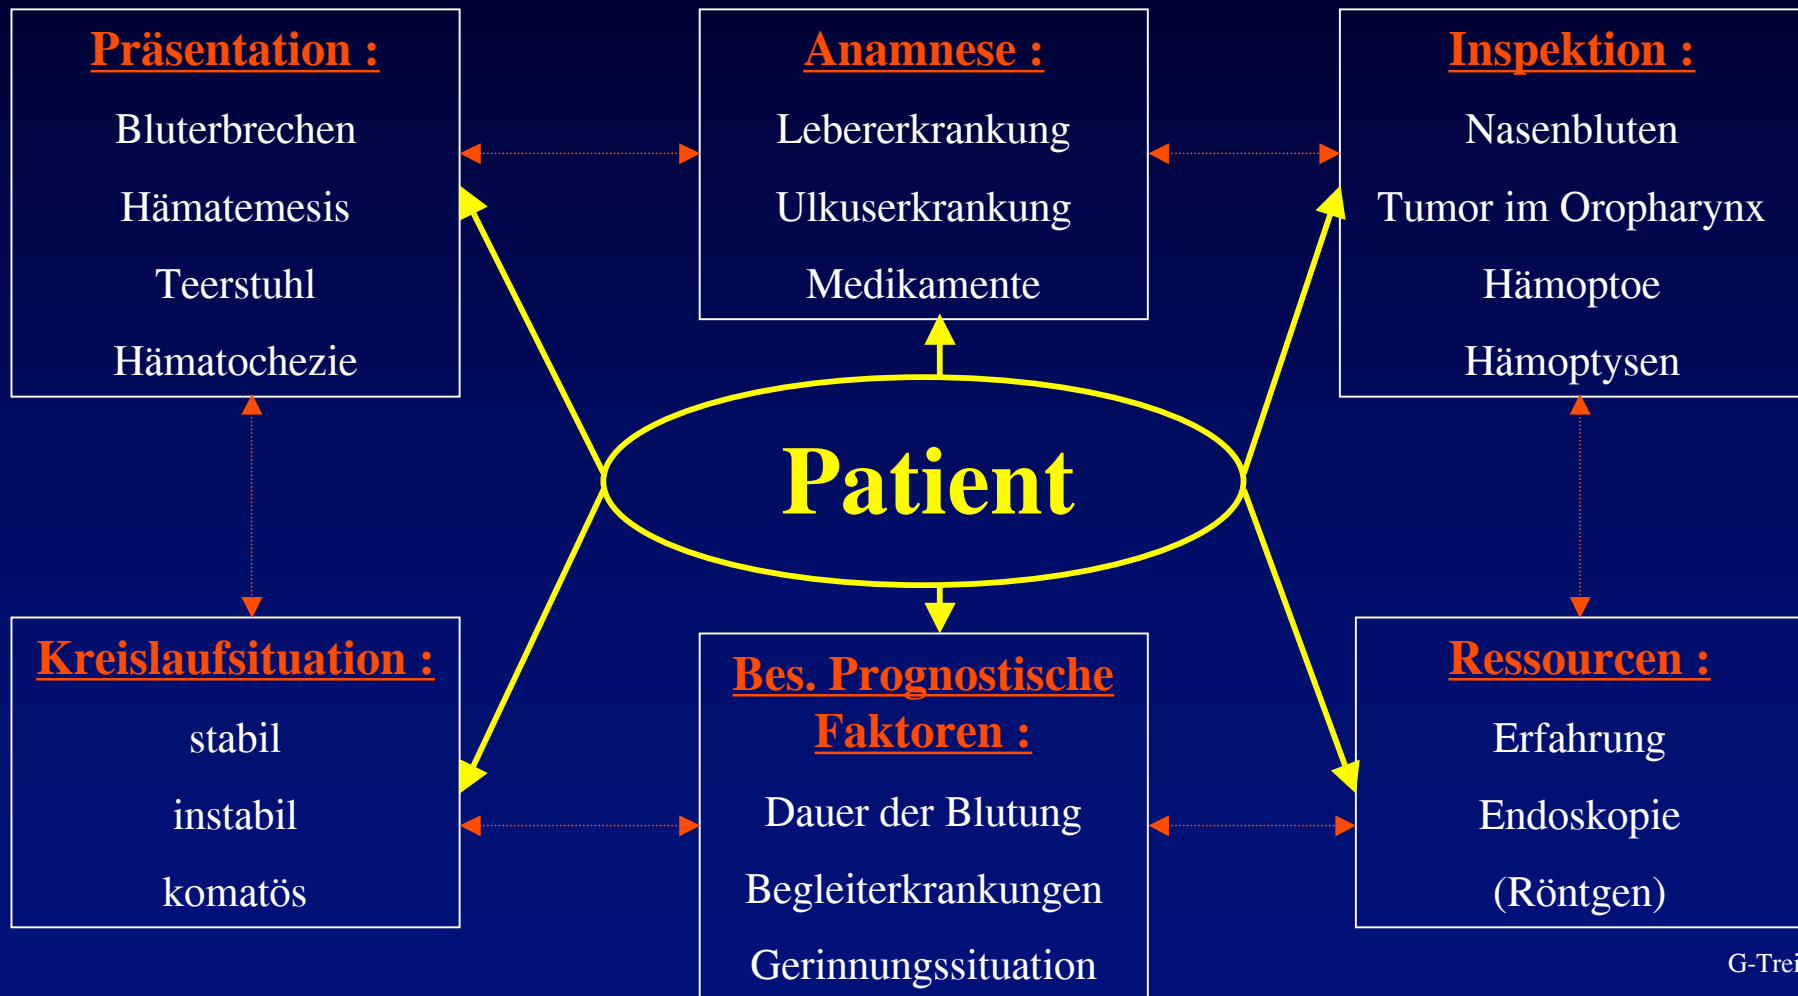 Präsentation :
Bluterbrechen
Hämatemesis
Teerstuhl
Hämatochezie
Anamnese :
Lebererkrankung
Ulkuserkrankung
Medikamente
Inspektion :
Nasenbluten
Tumor im Oropharynx
Hämoptoe
Hämoptysen
Patient
Kreislaufsituation :
stabil
instabil
komatös
Bes. Prognostische
Faktoren :
Dauer der Blutung
Begleiterkrankungen
Gerinnungssituation
Ressourcen :
Erfahrung
Endoskopie
(Röntgen)